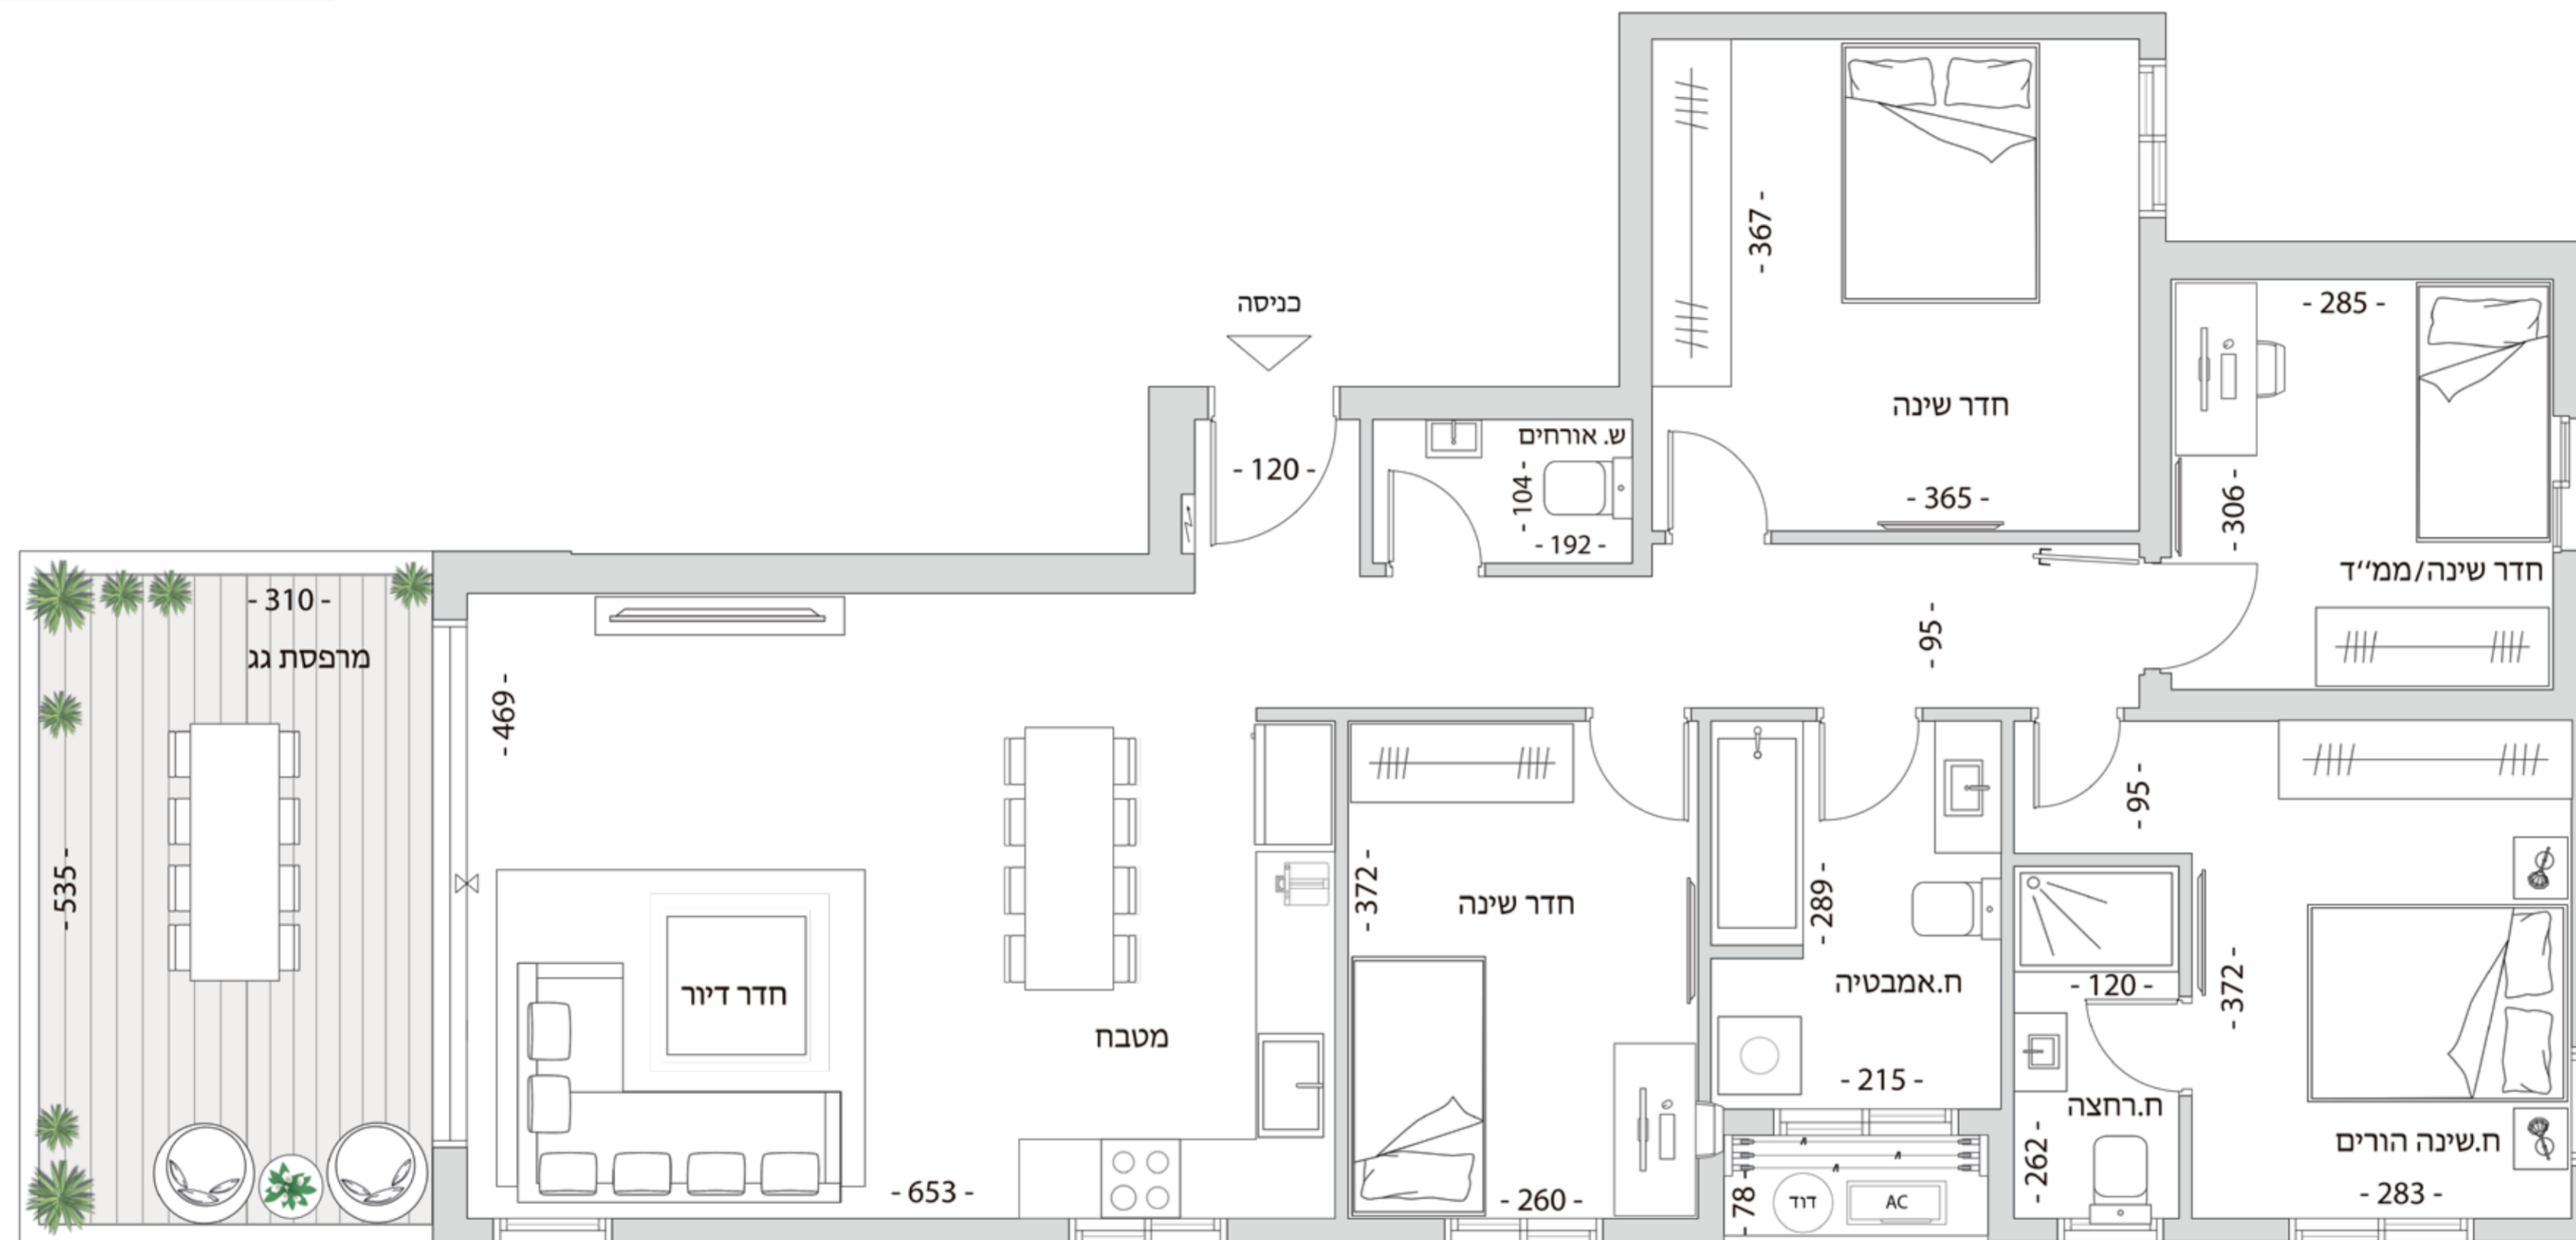 - 367 -
- 285 -
כניסה
חדר שינה
ש. אורחים
- 120 -
- 104 -
- 365 -
- 306 -
- 192 -
חדר שינה/ממ״ד
- 310 -
מרפסת גג
- 95 -
- 469 -
- 95 -
- 535 -
- 372 -
חדר שינה
- 289 -
חדר דיור
ח.אמבטיה
- 120 -
- 372 -
מטבח
- 215 -
ח.רחצה
ח.שינה הורים
- 262 -
- 653 -
- 260 -
- 78 -
דוד
AC
- 283 -